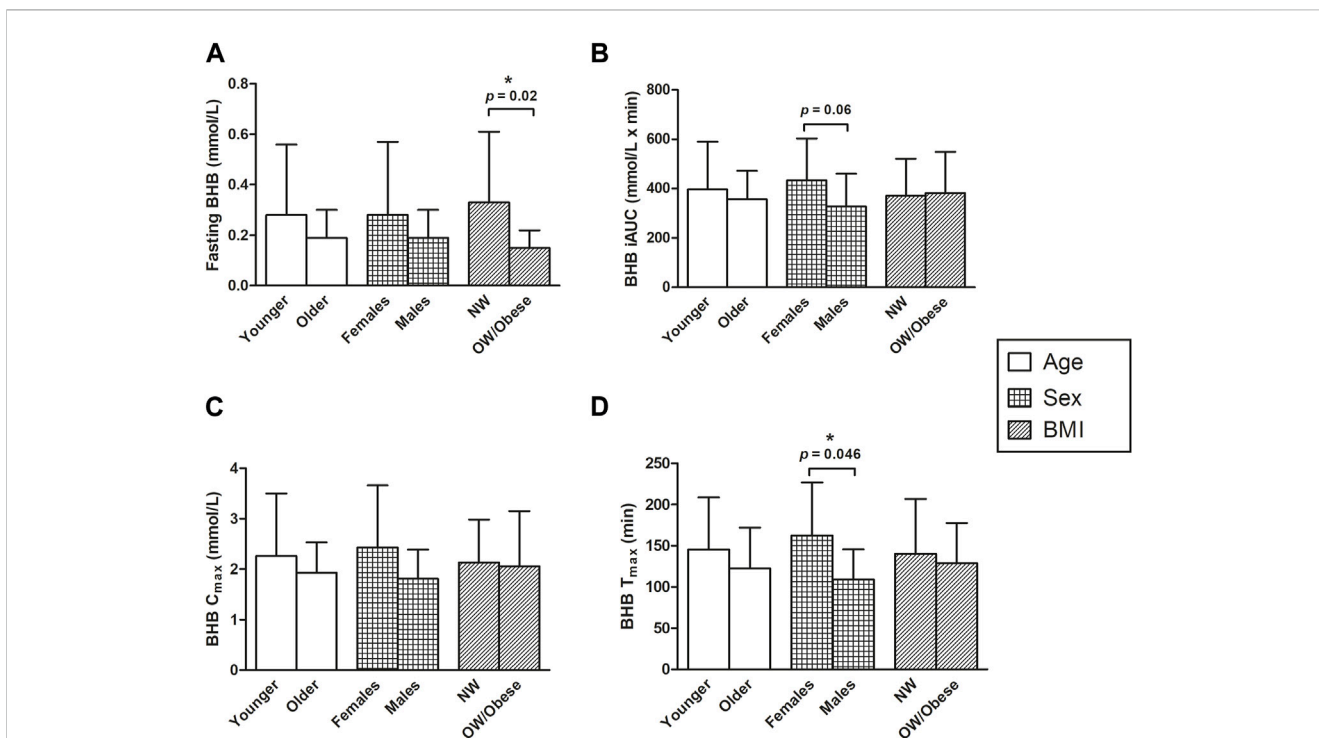 A
Fasting BHB (mmol/L)
0.8
0.6
0.4
0.2
0.0
*
p = 0.02
Younger
Older
Females
Males
NW
OW/Obese
B
BHB iAUC (mmol/L x min)
800
600
400
200
0
p = 0.06
Younger
Older
Females
Males
NW
OW/Obese
Age
Sex
BMI
C
BHB Cmax (mmol/L)
4
3
2
1
0
Younger
Older
Females
Males
NW
OW/Obese
D
BHB Tmax (min)
250
200
150
100
50
0
*
p = 0.046
Younger
Older
Females
Males
NW
OW/Obese